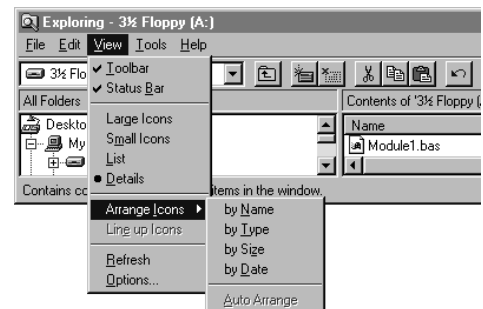 Exploring - 3½ Floppy (A:)
File Edit View Tools Help
3½ Flo
All Folders
Contents of '3½ Floppy (
Deskto
My
Name
Module1.bas
Toolbar
Status Bar
Large Icons
Small Icons
List
Details
Contains co
items in the window.
Arrange Icons
Line up Icons
Refresh
Options...
by Name
by Type
by Size
by Date
Auto Arrange